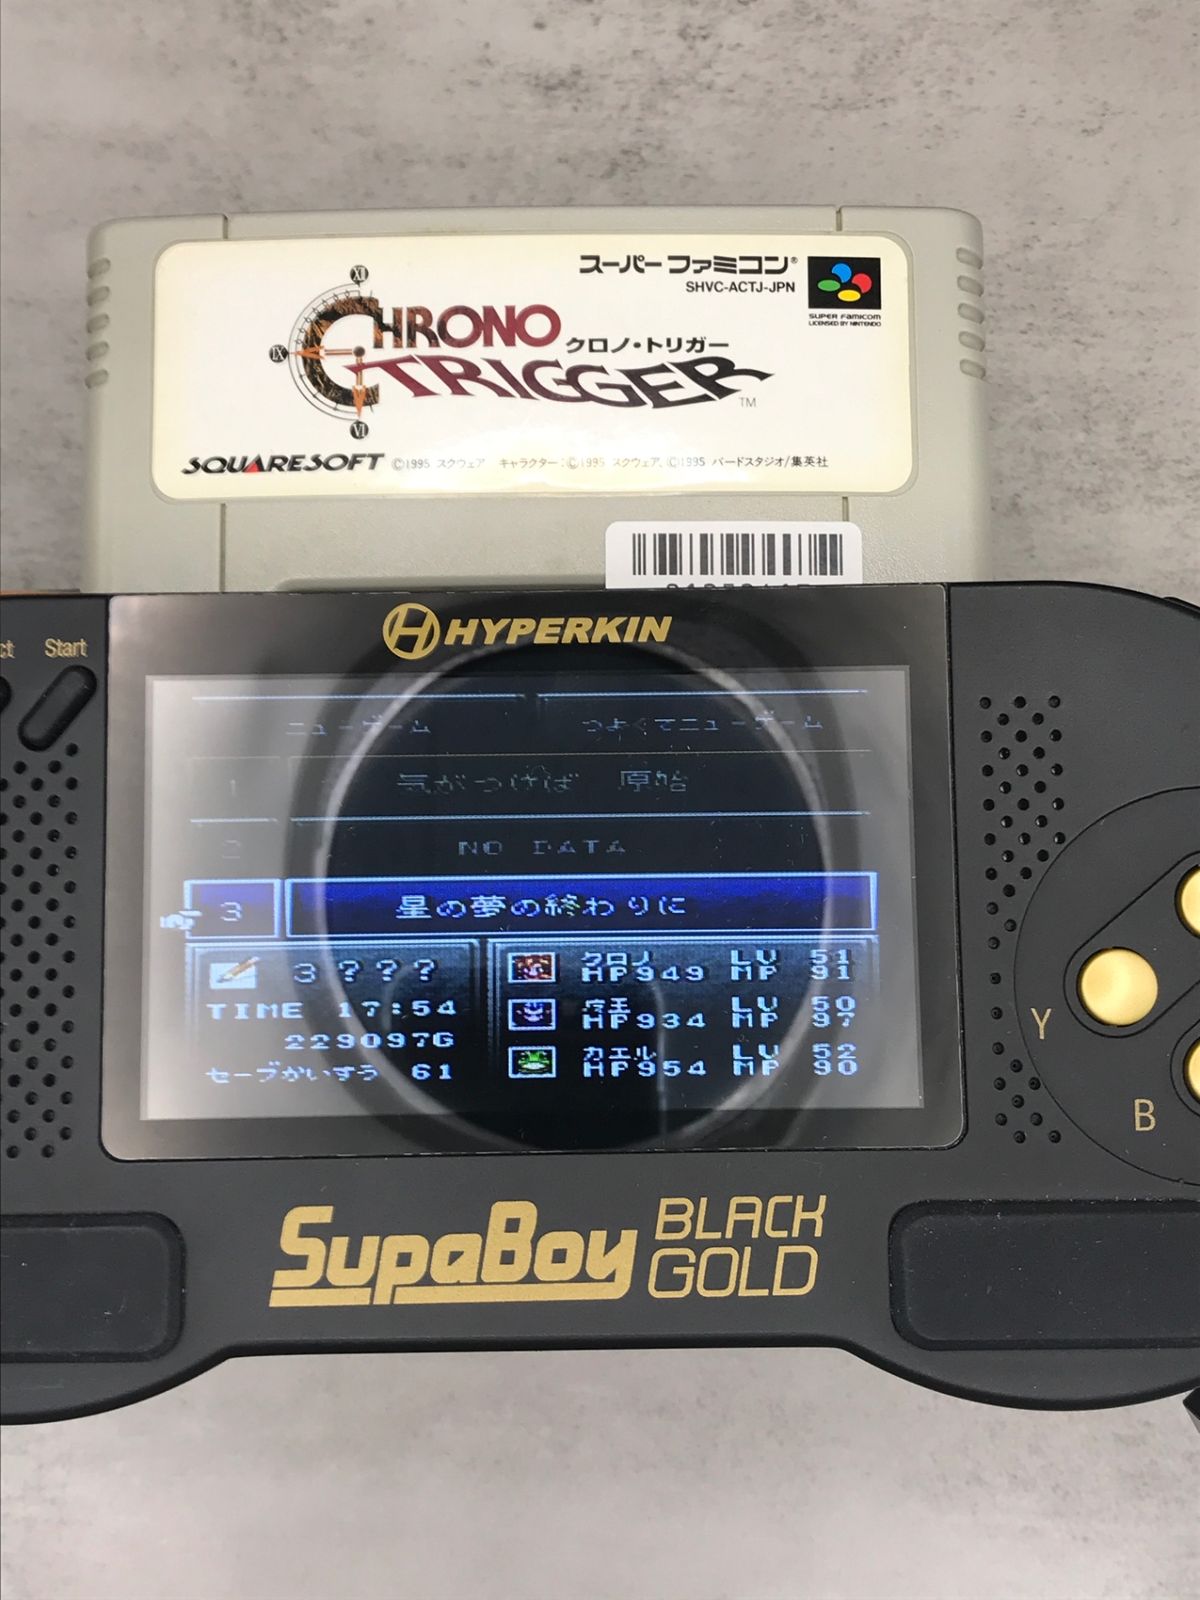 スーパーファミコン®
SHVC-ACTJ-JPN
SUPER FAMICOM
LICENSED BY NINTENDO
XII
IX
VI
CHRONO
クロノ・トリガー
TRIGGER™
SQUARESOFT ©1995 スクウェア キャラクター:©1995 スクウェア,©1995 バードスタジオ/集英社
HYPERKIN
ct Start
ニューゲーム つよくてニューゲーム
1 気がつけば 原始
2 NO DATA
3 星の夢の終わりに
3???
TIME 17:54
229097G
セーブかいすう 61
クロノ LV 51
HP949 MP 91
魔王 LV 50
HP934 MP 97
カエル LV 52
HP954 MP 90
Y
B
SupaBoy BLACK GOLD